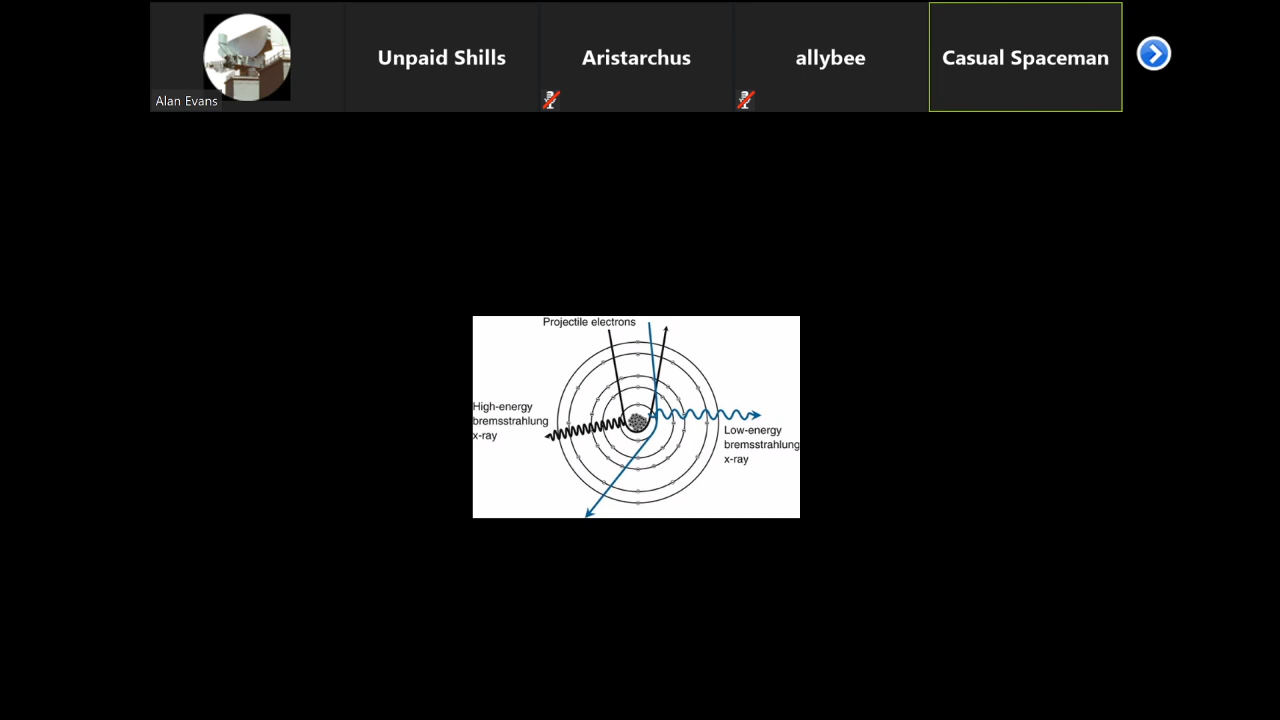 Unpaid Shills
Aristarchus
allybee
Casual Spaceman
Alan Evans
Projectile electrons
High-energy
bremsstrahlung
x-ray
Low-energy
bremsstrahlung
x-ray